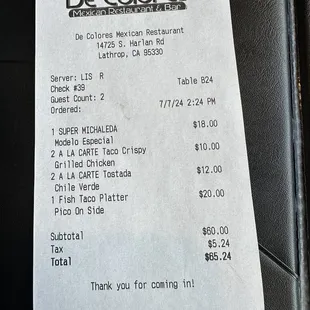 De Colores
Mexican Restaurant & Bar
De Colores Mexican Restaurant
14725 S. Harlan Rd
Lathrop, CA 95330
Server: LIS R
Check #39 Table B24
Guest Count: 2
Ordered: 7/7/24 2:24 PM
1 SUPER MICHALEDA $18.00
Modelo Especial
2 A LA CARTE Taco Crispy $10.00
Grilled Chicken
2 A LA CARTE Tostada $12.00
Chile Verde
1 Fish Taco Platter $20.00
Pico On Side
Subtotal $60.00
Tax $5.24
Total $65.24
Thank you for coming in!